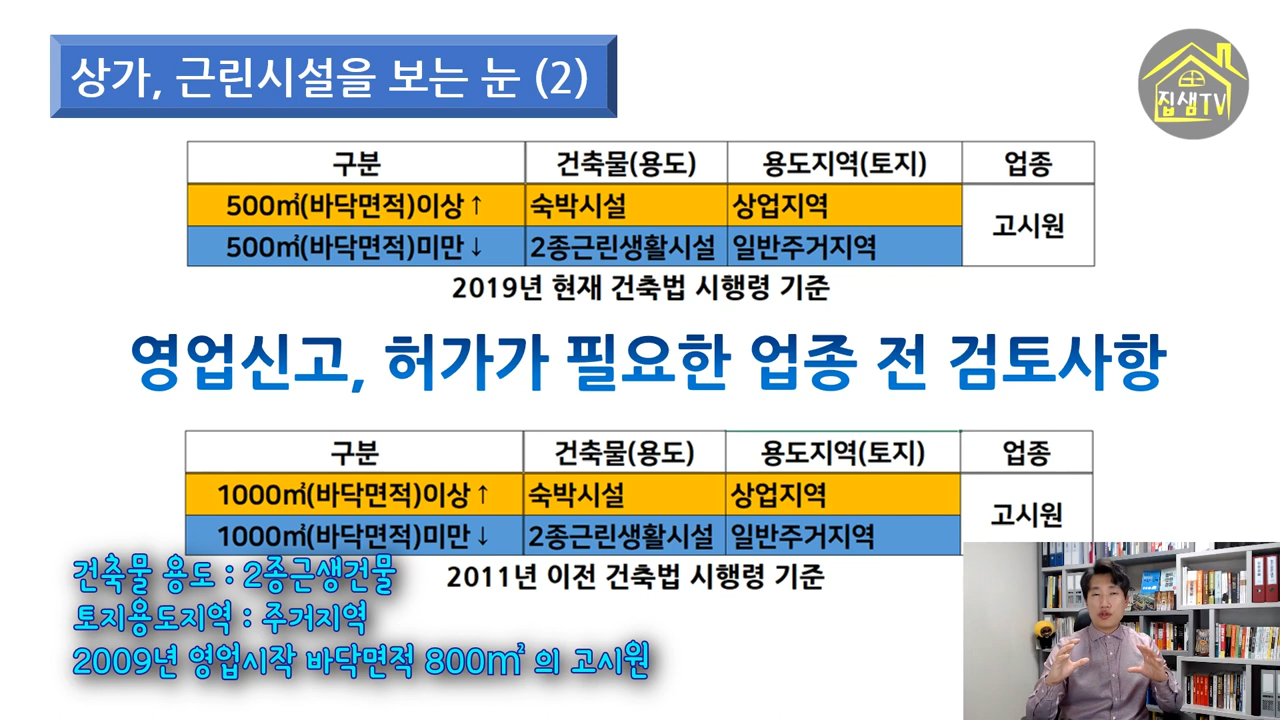 상가, 근린시설을 보는 눈 (2)
집샘TV
구분 건축물(용도) 용도지역(토지) 업종
500㎡(바닥면적)이상↑ 숙박시설 상업지역 고시원
500㎡(바닥면적)미만↓ 2종근린생활시설 일반주거지역
2019년 현재 건축법 시행령 기준
영업신고, 허가가 필요한 업종 전 검토사항
구분 건축물(용도) 용도지역(토지) 업종
1000㎡(바닥면적)이상↑ 숙박시설 상업지역 고시원
1000㎡(바닥면적)미만↓ 2종근린생활시설 일반주거지역
2011년 이전 건축법 시행령 기준
건축물 용도 : 2종근생건물
토지용도지역 : 주거지역
2009년 영업시작 바닥면적 800㎡ 의 고시원